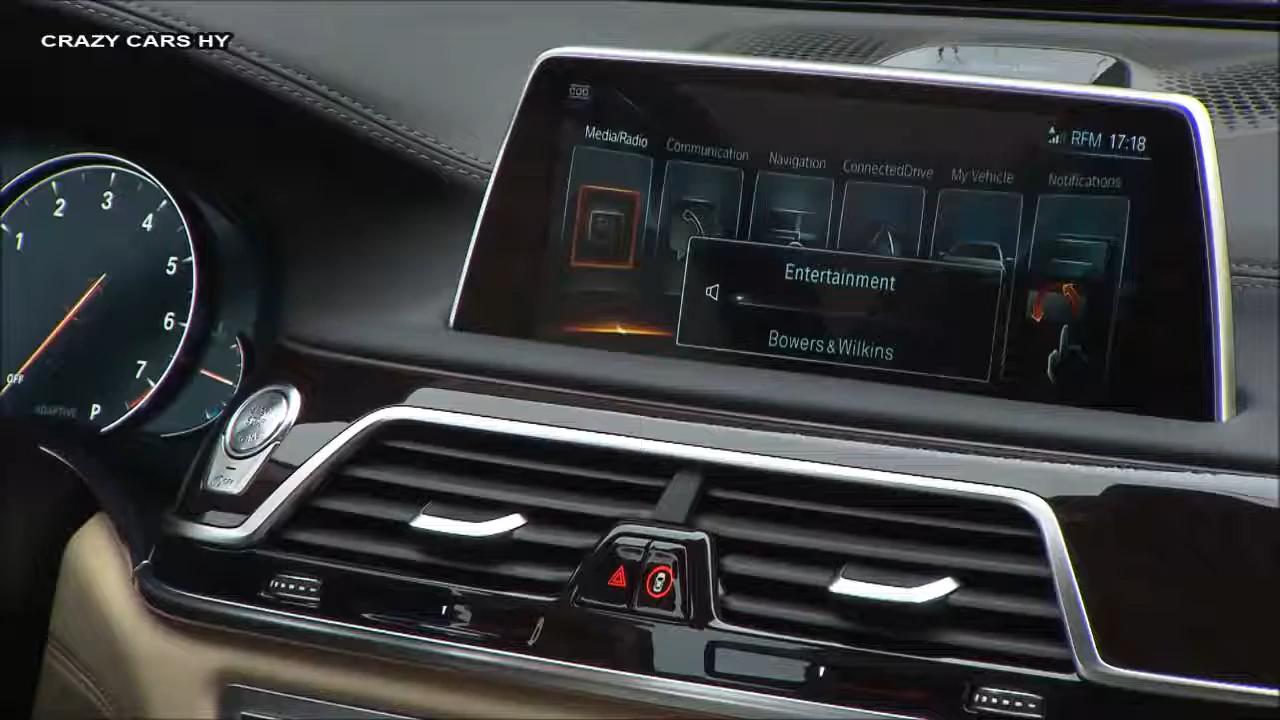 CRAZY CARS HY
Media/Radio
Communication
Navigation
ConnectedDrive
My Vehicle
Notifications
RFM 17:18
Entertainment
Bowers & Wilkins
1
2
3
4
5
6
7
OFF
ADAPTIVE P